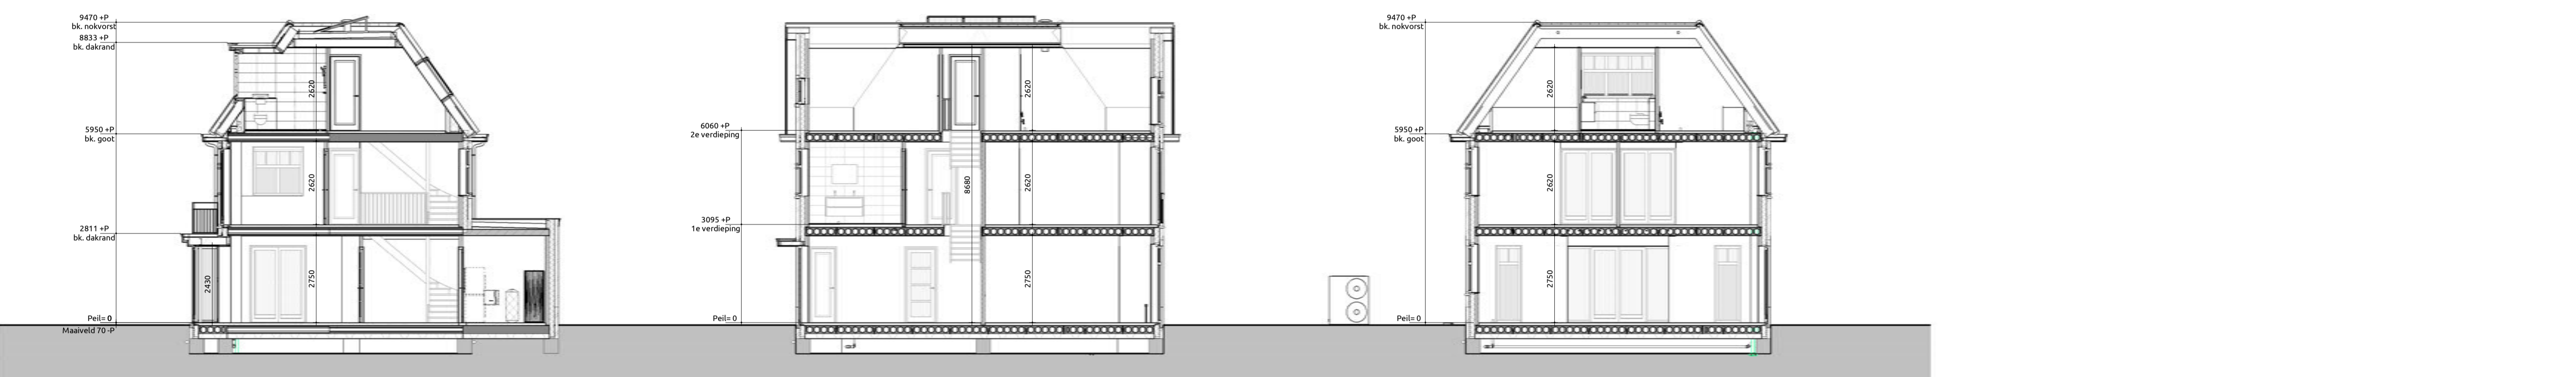 9470 +P
bk. nokvorst
8833 +P
bk. dakrand
2620
5950 +P
bk. goot
2620
2811 +P
bk. dakrand
2430
2750
Peil= 0
Maaiveld 70 -P
2620
6060 +P
2e verdieping
8680
2620
3095 +P
1e verdieping
2750
Peil= 0
9470 +P
bk. nokvorst
2620
5950 +P
bk. goot
2620
2750
Peil= 0